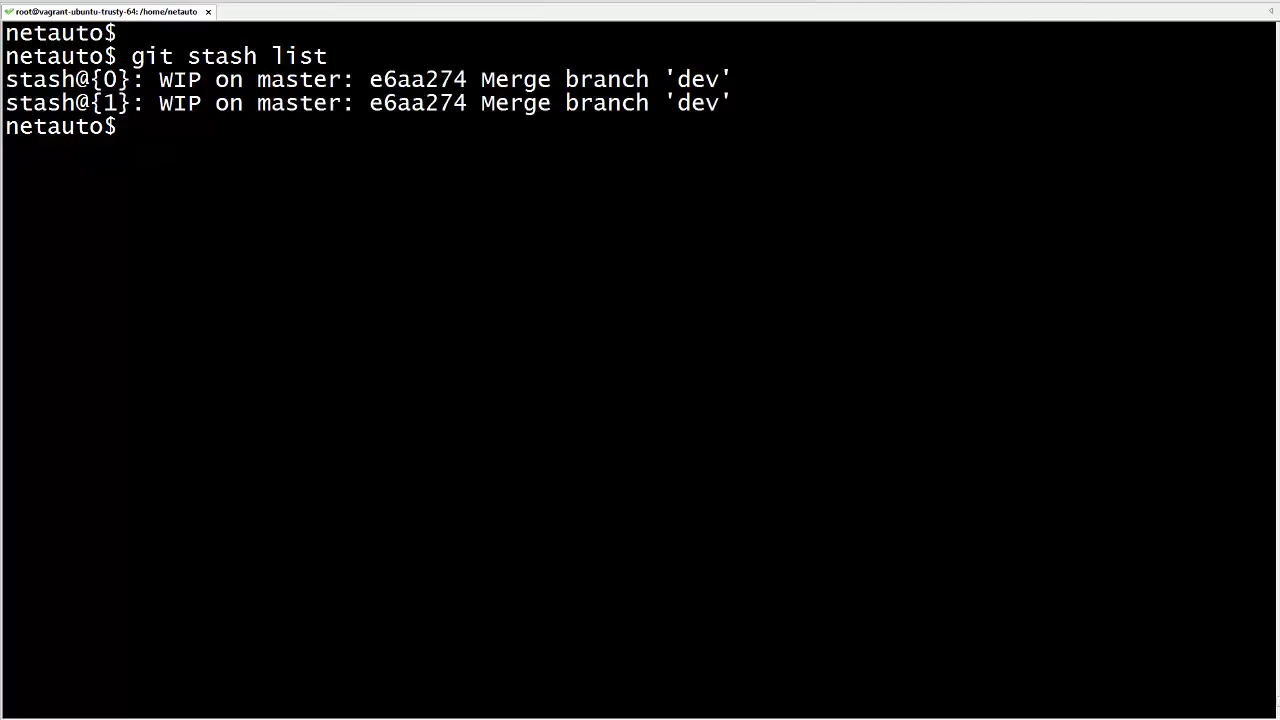 root@vagrant-ubuntu-trusty-64: /home/netauto
netauto$
netauto$ git stash list
stash@{0}: WIP on master: e6aa274 Merge branch 'dev'
stash@{1}: WIP on master: e6aa274 Merge branch 'dev'
netauto$